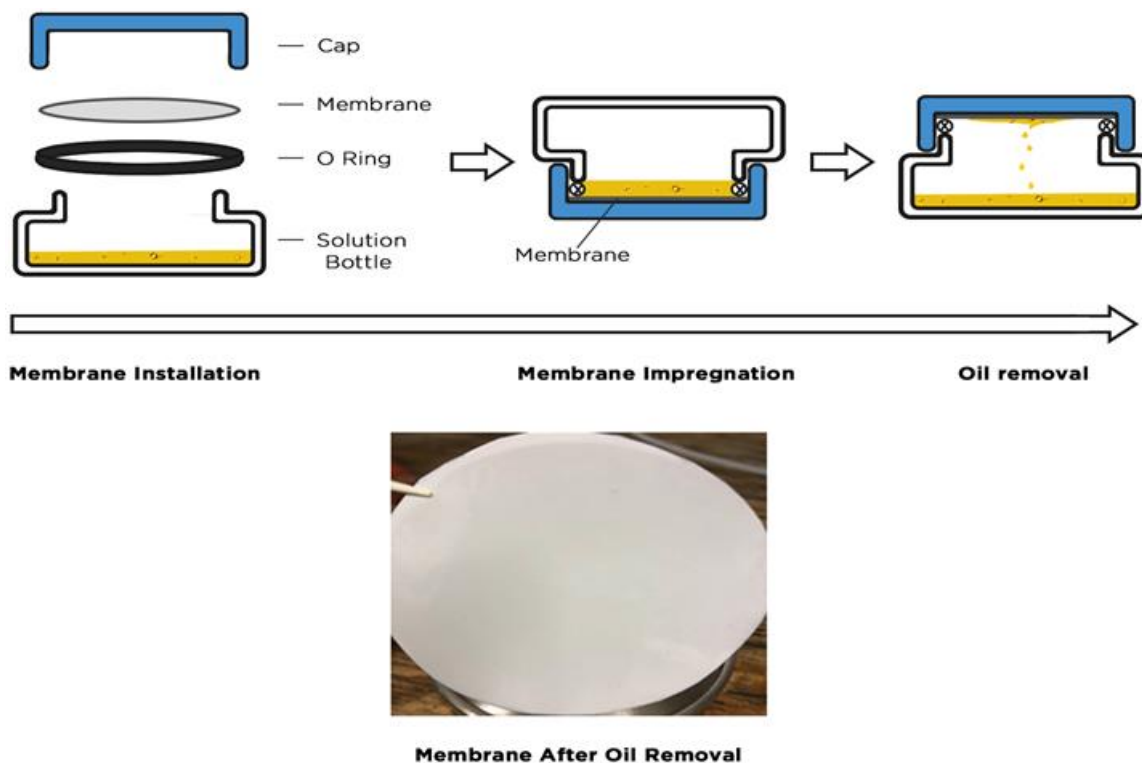 Cap
Membrane
O Ring
Solution
Bottle
Membrane
Membrane Installation
Membrane Impregnation
Oil removal
Membrane After Oil Removal